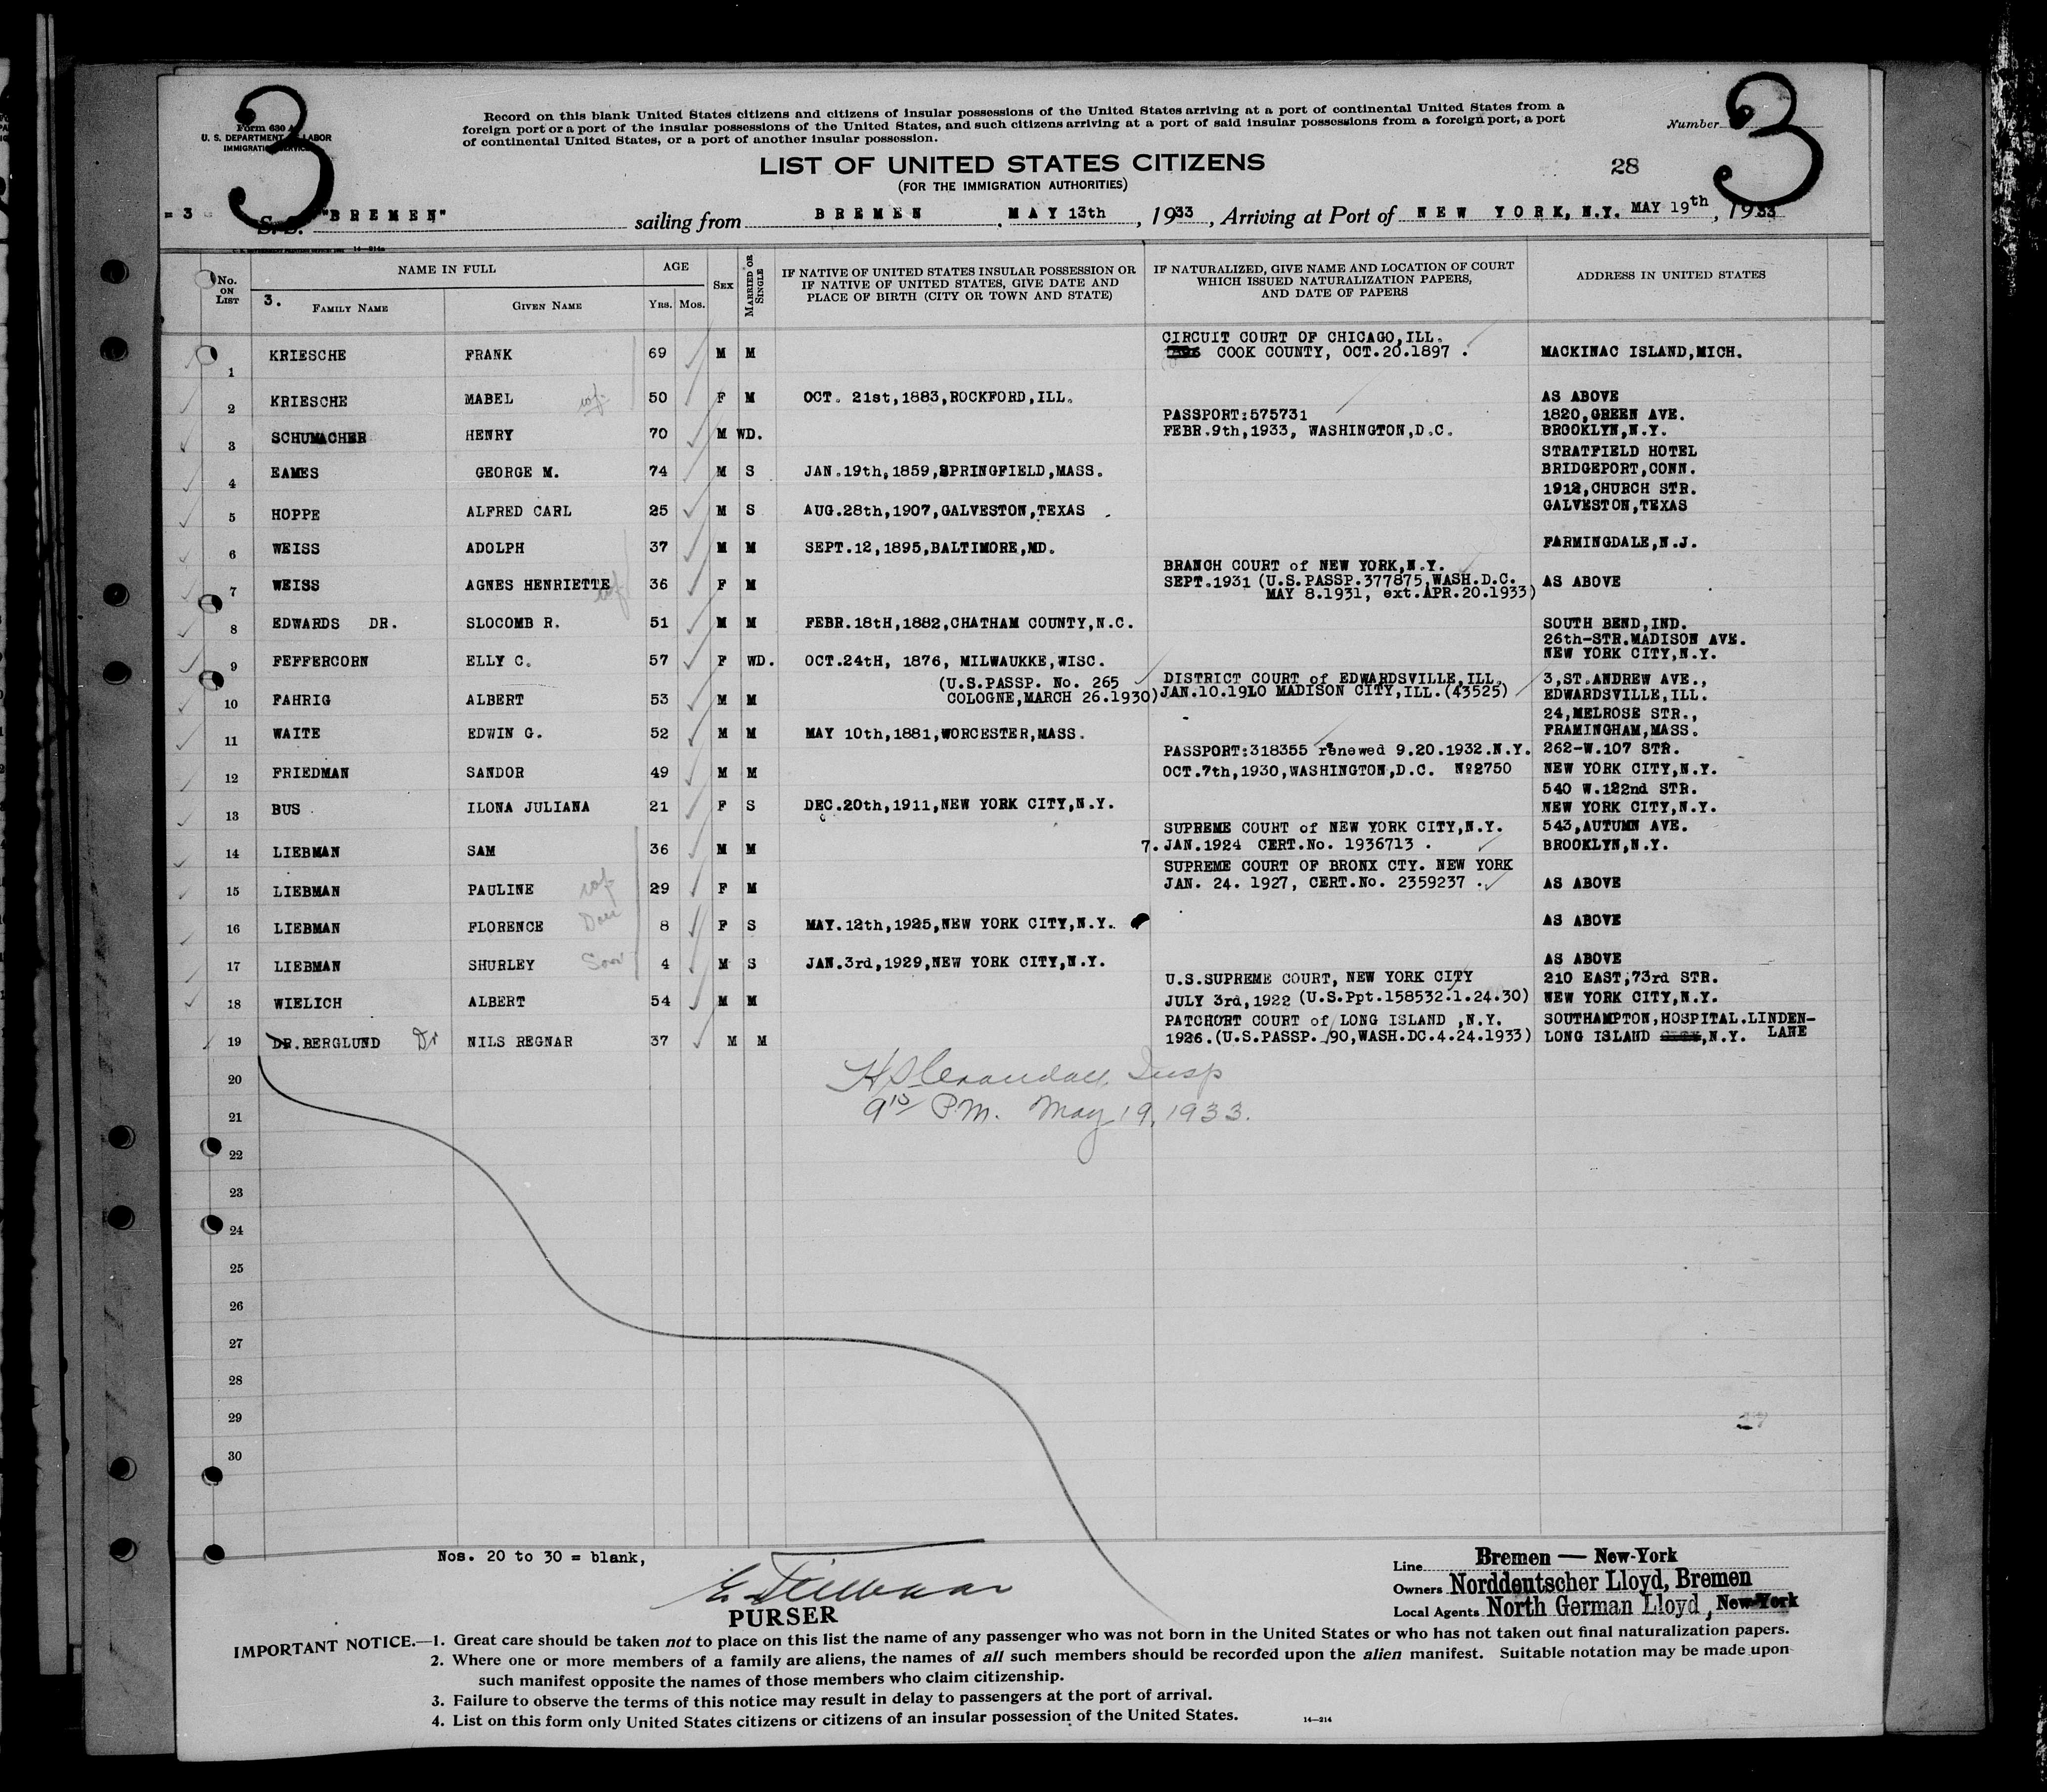 3
3
Form 630 A
U. S. DEPARTMENT OF LABOR
IMMIGRATION SERVICE
Record on this blank United States citizens and citizens of insular possessions of the United States arriving at a port of continental United States from a
foreign port or a port of the insular possessions of the United States, and such citizens arriving at a port of said insular possessions from a foreign port, a port
of continental United States, or a port of another insular possession.
Number
LIST OF UNITED STATES CITIZENS
28
(FOR THE IMMIGRATION AUTHORITIES)
= 3 S. S. "BREMEN" sailing from BREMEN, MAY 13th, 1933, Arriving at Port of NEW YORK, N.Y. MAY 19th, 1933
14—214a
No. ON LIST
NAME IN FULL
3. FAMILY NAME
GIVEN NAME
AGE
YRS. MOS.
SEX
MARRIED OR SINGLE
IF NATIVE OF UNITED STATES INSULAR POSSESSION OR
IF NATIVE OF UNITED STATES, GIVE DATE AND
PLACE OF BIRTH (CITY OR TOWN AND STATE)
IF NATURALIZED, GIVE NAME AND LOCATION OF COURT
WHICH ISSUED NATURALIZATION PAPERS,
AND DATE OF PAPERS
ADDRESS IN UNITED STATES
CIRCUIT COURT OF CHICAGO,ILL.
1 KRIESCHE FRANK 69 M M COOK COUNTY, OCT.20.1897 . MACKINAC ISLAND,MICH.
2 KRIESCHE MABEL wf 50 F M OCT. 21st,1883,ROCKFORD,ILL. AS ABOVE
PASSPORT:575731 1820,GREEN AVE.
3 SCHUMACHER HENRY 70 M WD. FEBR.9th,1933, WASHINGTON,D.C. BROOKLYN,N.Y.
STRATFIELD HOTEL
4 EAMES GEORGE M. 74 M S JAN.19th,1859,SPRINGFIELD,MASS. BRIDGEPORT,CONN.
1912,CHURCH STR.
5 HOPPE ALFRED CARL 25 M S AUG.28th,1907,GALVESTON,TEXAS GALVESTON,TEXAS
6 WEISS ADOLPH 37 M M SEPT.12,1895,BALTIMORE,MD. FARMINGDALE,N.J.
BRANCH COURT of NEW YORK,N.Y.
7 WEISS AGNES HENRIETTE wf 36 F M SEPT.1931 (U.S.PASSP.377875,WASH.D.C. AS ABOVE
MAY 8.1931, ext.APR.20.1933)
8 EDWARDS DR. SLOCOMB R. 51 M M FEBR.18tH,1882,CHATHAM COUNTY,N.C. SOUTH BEND,IND.
26th-STR.MADISON AVE.
9 FEFFERCORN ELLY C. 57 F WD. OCT.24tH, 1876, MILWAUKKE,WISC. NEW YORK CITY,N.Y.
(U.S.PASSP. No. 265 DISTRICT COURT of EDWARDSVILLE,ILL. 3,ST.ANDREW AVE.,
10 FAHRIG ALBERT 53 M M COLOGNE,MARCH 26.1930) JAN.10.1910 MADISON CITY,ILL.(43525) EDWARDSVILLE,ILL.
24,MELROSE STR.,
11 WAITE EDWIN G. 52 M M MAY 10th,1881,WORCESTER,MASS. FRAMINGHAM,MASS.
PASSPORT:318355 renewed 9.20.1932.N.Y. 262-W.107 STR.
12 FRIEDMAN SANDOR 49 M M OCT.7th,1930,WASHINGTON,D.C. №2750 NEW YORK CITY,N.Y.
540 W.122nd STR.
13 BUS ILONA JULIANA 21 F S DEC.20th,1911,NEW YORK CITY,N.Y. NEW YORK CITY,N.Y.
SUPREME COURT of NEW YORK CITY,N.Y. 543,AUTUMN AVE.
14 LIEBMAN SAM 36 M M 7.JAN.1924 CERT.No. 1936713 . BROOKLYN,N.Y.
SUPREME COURT OF BRONX CTY. NEW YORK
15 LIEBMAN PAULINE wf 29 F M JAN. 24. 1927, CERT.No. 2359237 . AS ABOVE
16 LIEBMAN FLORENCE Dau 8 F S MAY.12th,1925,NEW YORK CITY,N.Y. AS ABOVE
17 LIEBMAN SHURLEY Son 4 M S JAN.3rd,1929,NEW YORK CITY,N.Y. AS ABOVE
U.S.SUPREME COURT, NEW YORK CITY 210 EAST,73rd STR.
18 WIELICH ALBERT 54 M M JULY 3rd,1922 (U.S.Ppt.158532.1.24.30) NEW YORK CITY,N.Y.
PATCHORT COURT of LONG ISLAND ,N.Y. SOUTHAMPTON,HOSPITAL.LINDEN-
19 DR.BERGLUND Dr NILS REGNAR 37 M M 1926.(U.S.PASSP. 90,WASH.DC.4.24.1933) LONG ISLAND ,N.Y. LANE
20
21
22
23
24
25
26
27
28
29
30
Insp
9 15 P.M. May 19, 1933.
27
Nos. 20 to 30 = blank,
PURSER
Line Bremen — New-York
Owners Norddeutscher Lloyd, Bremen
Local Agents North German Lloyd, New-York
IMPORTANT NOTICE.—1. Great care should be taken not to place on this list the name of any passenger who was not born in the United States or who has not taken out final naturalization papers.
2. Where one or more members of a family are aliens, the names of all such members should be recorded upon the alien manifest. Suitable notation may be made upon
such manifest opposite the names of those members who claim citizenship.
3. Failure to observe the terms of this notice may result in delay to passengers at the port of arrival.
4. List on this form only United States citizens or citizens of an insular possession of the United States.
14—214